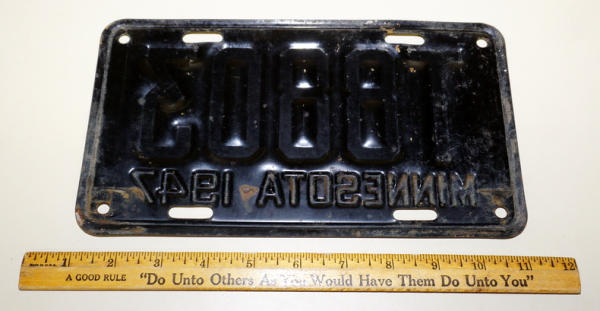 T8803
MINNESOTA 1947
1 2 3 4 5 6 7 8 9 10 11 12
A GOOD RULE "Do Unto Others As You Would Have Them Do Unto You"